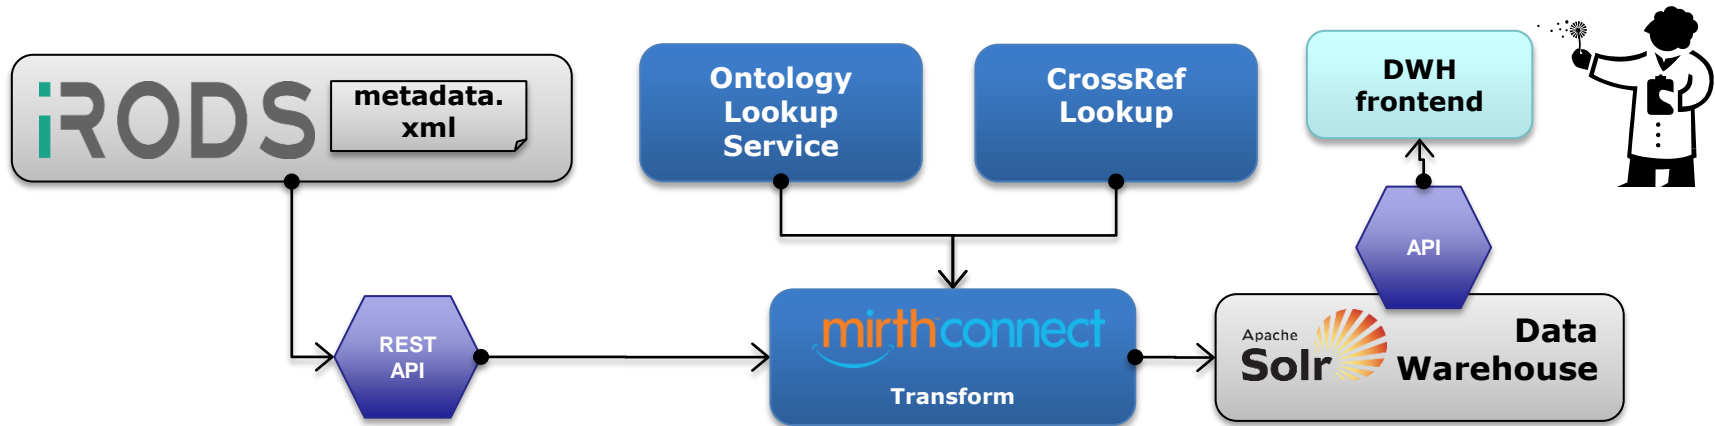 iRODS
metadata.
xml
Ontology
Lookup
Service
CrossRef
Lookup
DWH
frontend
API
REST
API
mirthconnect
Transform
Apache
Solr
Data
Warehouse